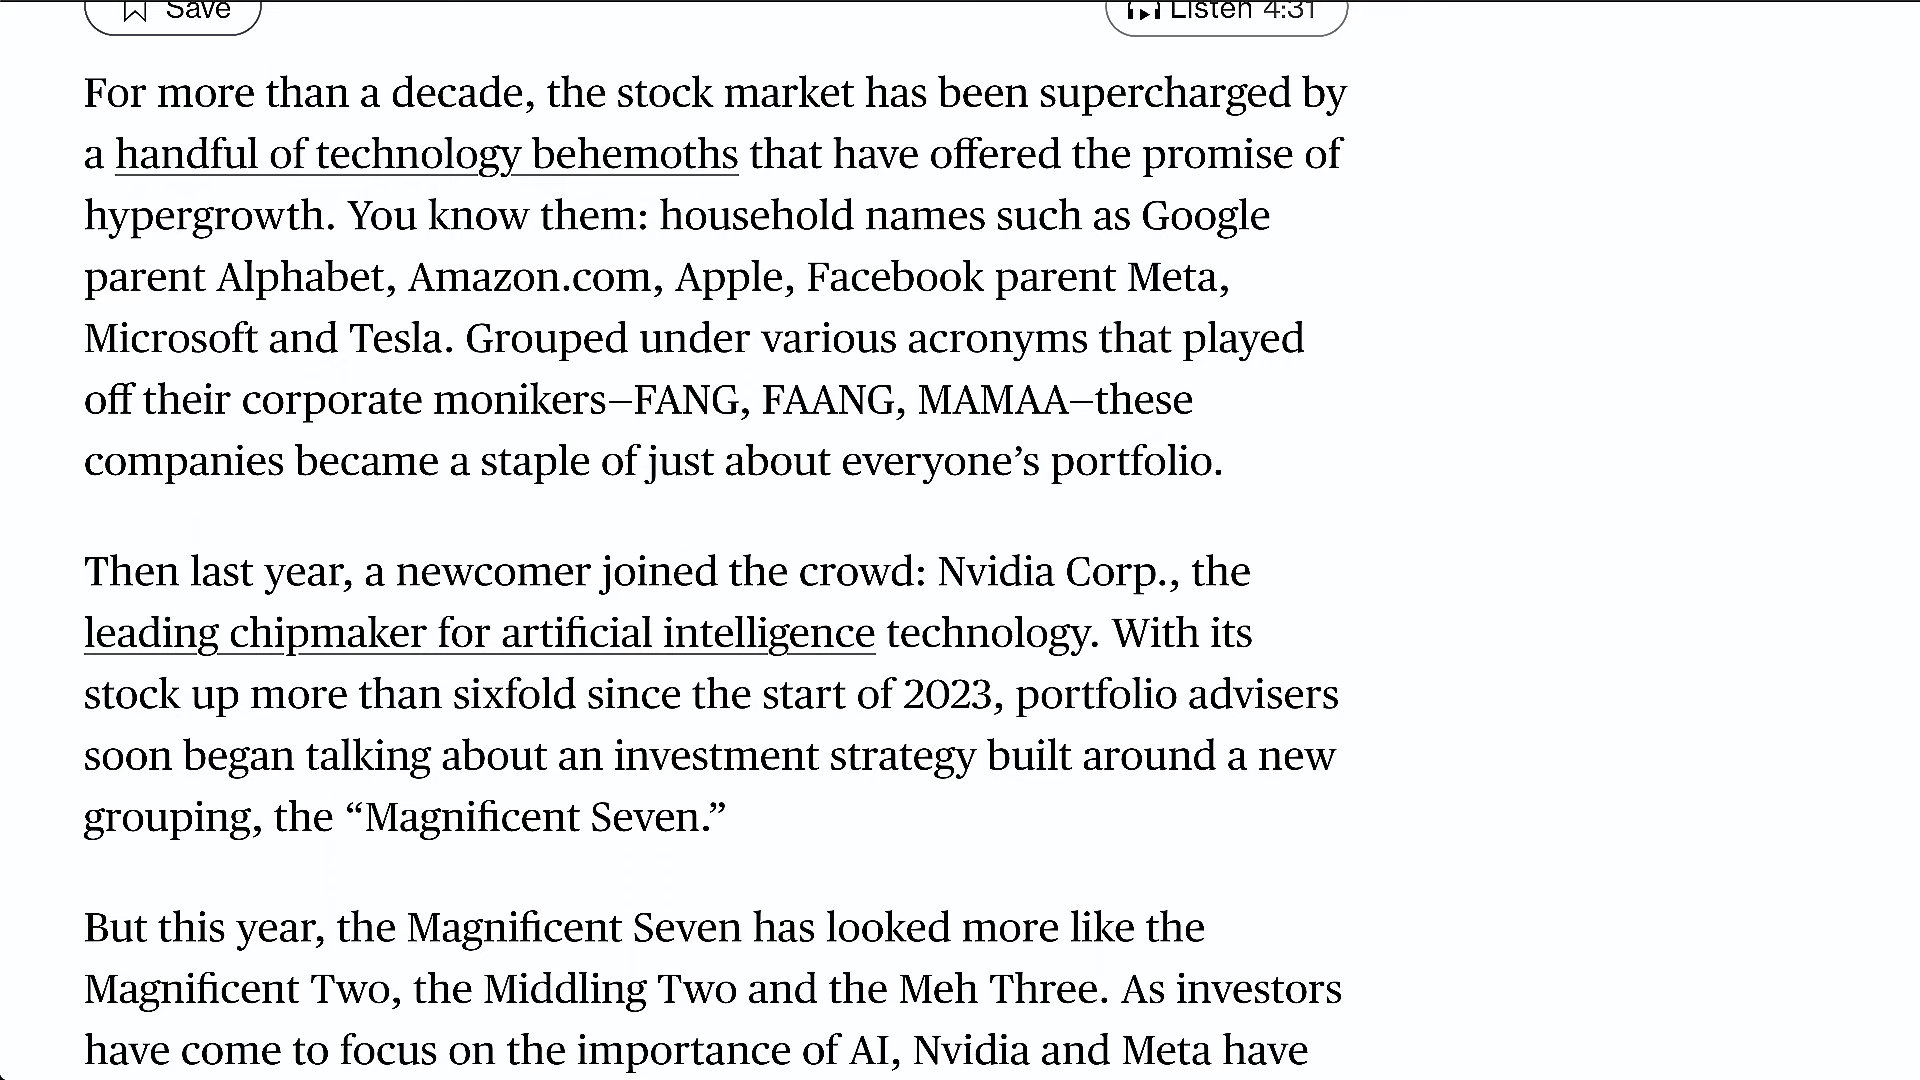 Save
Listen 4:31
For more than a decade, the stock market has been supercharged by
a handful of technology behemoths that have offered the promise of
hypergrowth. You know them: household names such as Google
parent Alphabet, Amazon.com, Apple, Facebook parent Meta,
Microsoft and Tesla. Grouped under various acronyms that played
off their corporate monikers—FANG, FAANG, MAMAA—these
companies became a staple of just about everyone’s portfolio.
Then last year, a newcomer joined the crowd: Nvidia Corp., the
leading chipmaker for artificial intelligence technology. With its
stock up more than sixfold since the start of 2023, portfolio advisers
soon began talking about an investment strategy built around a new
grouping, the “Magnificent Seven.”
But this year, the Magnificent Seven has looked more like the
Magnificent Two, the Middling Two and the Meh Three. As investors
have come to focus on the importance of AI, Nvidia and Meta have